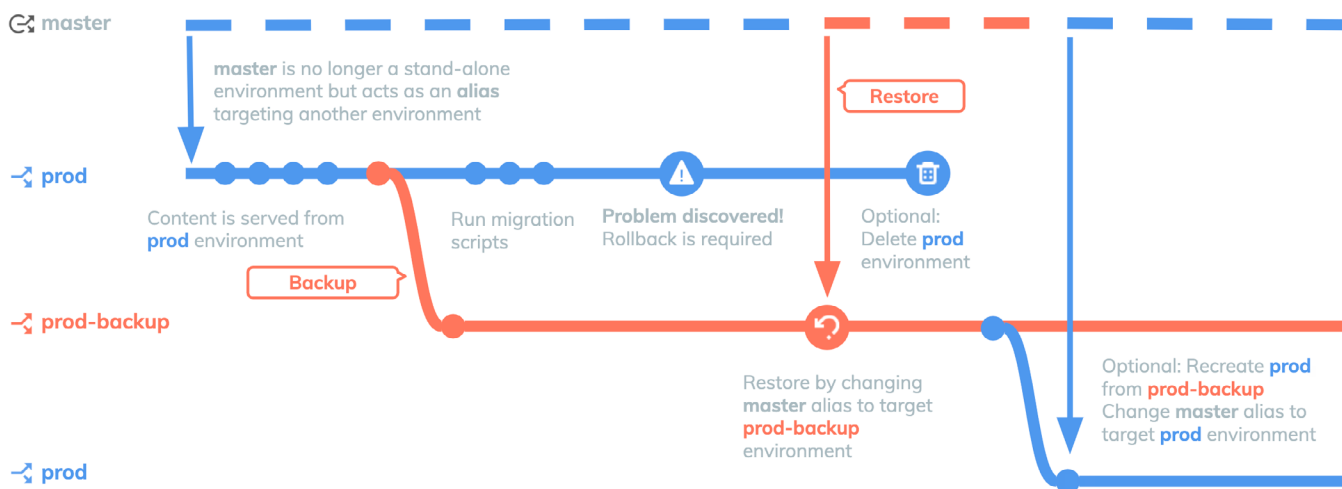 master
master is no longer a stand-alone
environment but acts as an alias
targeting another environment
Restore
prod
Content is served from
prod environment
Run migration
scripts
Problem discovered!
Rollback is required
Optional:
Delete prod
environment
Backup
prod-backup
Restore by changing
master alias to target
prod-backup
environment
Optional: Recreate prod
from prod-backup
Change master alias to
target prod environment
prod